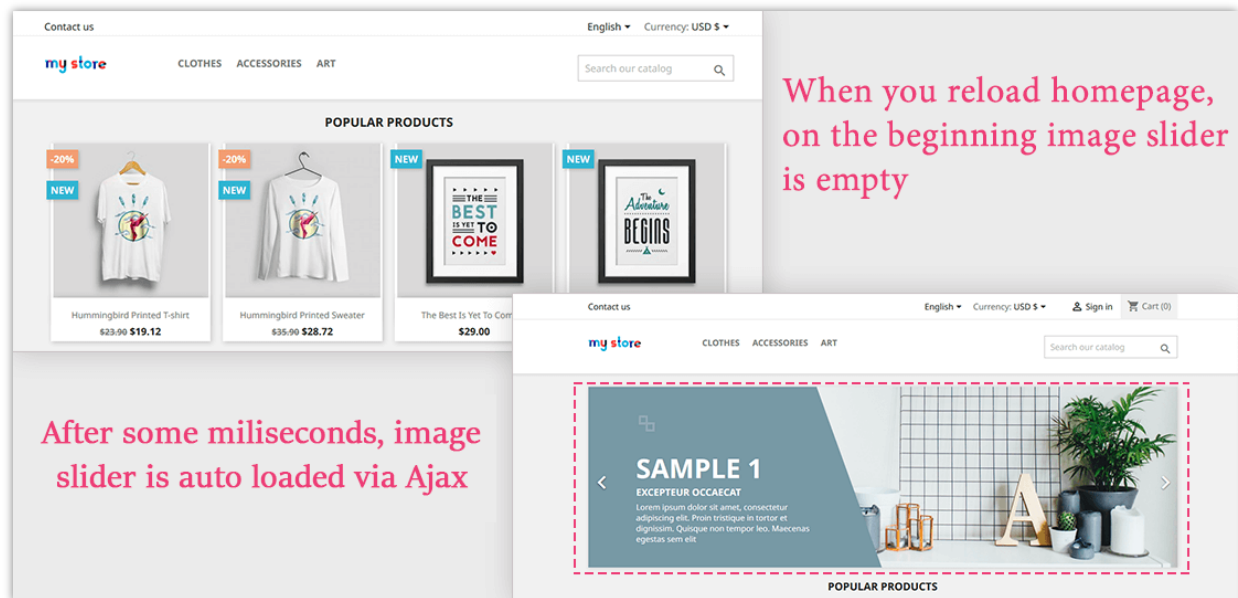 Contact us
English
Currency: USD $
my store
CLOTHES ACCESSORIES ART
Search our catalog
When you reload homepage,
on the beginning image slider
is empty
POPULAR PRODUCTS
-20%
NEW
-20%
NEW
NEW
THE
BEST
IS YET TO
COME
NEW
The
Adventure
BEGINS
Hummingbird Printed T-shirt
$23.90 $19.12
Hummingbird Printed Sweater
$35.90 $28.72
The Best Is Yet To Com
$29.00
After some miliseconds, image
slider is auto loaded via Ajax
Contact us
English
Currency: USD $
Sign in
Cart (0)
my store
CLOTHES ACCESSORIES ART
Search our catalog
SAMPLE 1
EXCEPTEUR OCCAECAT
Lorem ipsum dolor sit amet, consectetur
adipiscing elit. Proin tristique in tortor et
dignissim. Quisque non tempor leo. Maecenas
egestas sem elit
A
POPULAR PRODUCTS